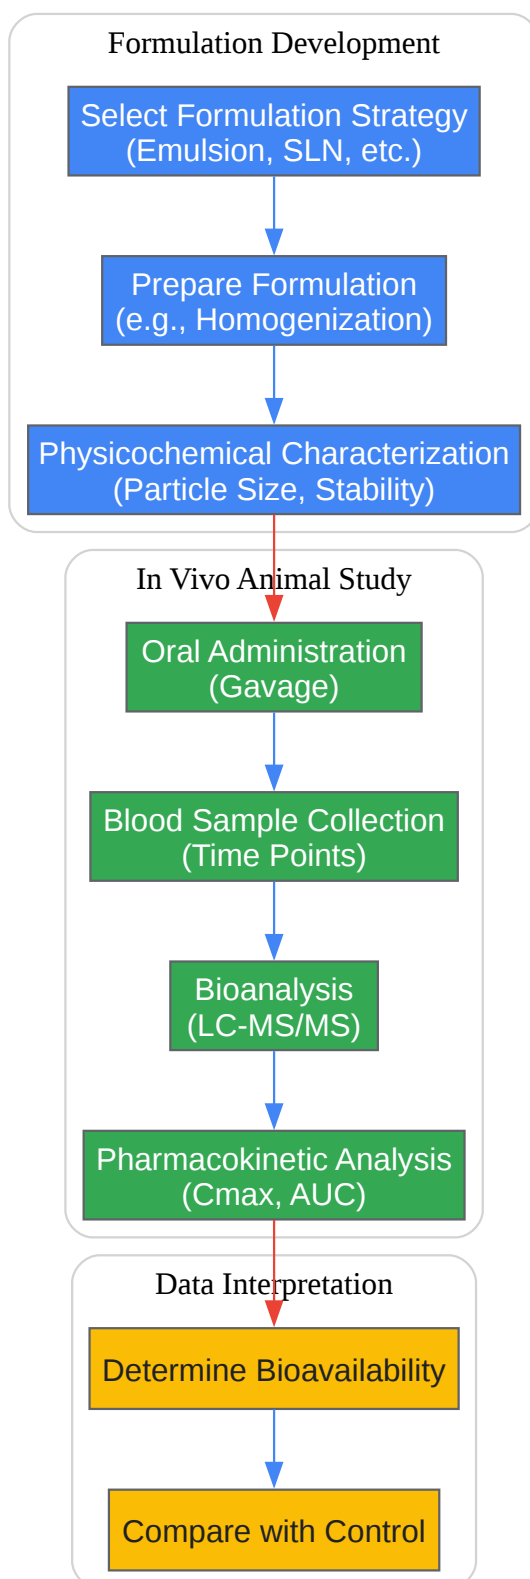 Formulation Development
Select Formulation Strategy
(Emulsion, SLN, etc.)
Prepare Formulation
(e.g., Homogenization)
Physicochemical Characterization
(Particle Size, Stability)
In Vivo Animal Study
Oral Administration
(Gavage)
Blood Sample Collection
(Time Points)
Bioanalysis
(LC-MS/MS)
Pharmacokinetic Analysis
(Cmax, AUC)
Data Interpretation
Determine Bioavailability
Compare with Control